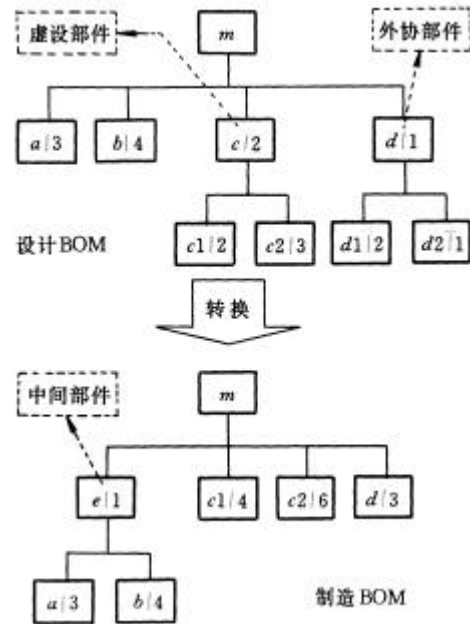 虚设部件
m
外协部件
a|3
b|4
c|2
d|1
设计BOM
c1|2
c2|3
d1|2
d2|1
转换
中间部件
m
e|1
c1|4
c2|6
d|3
a|3
b|4
制造BOM